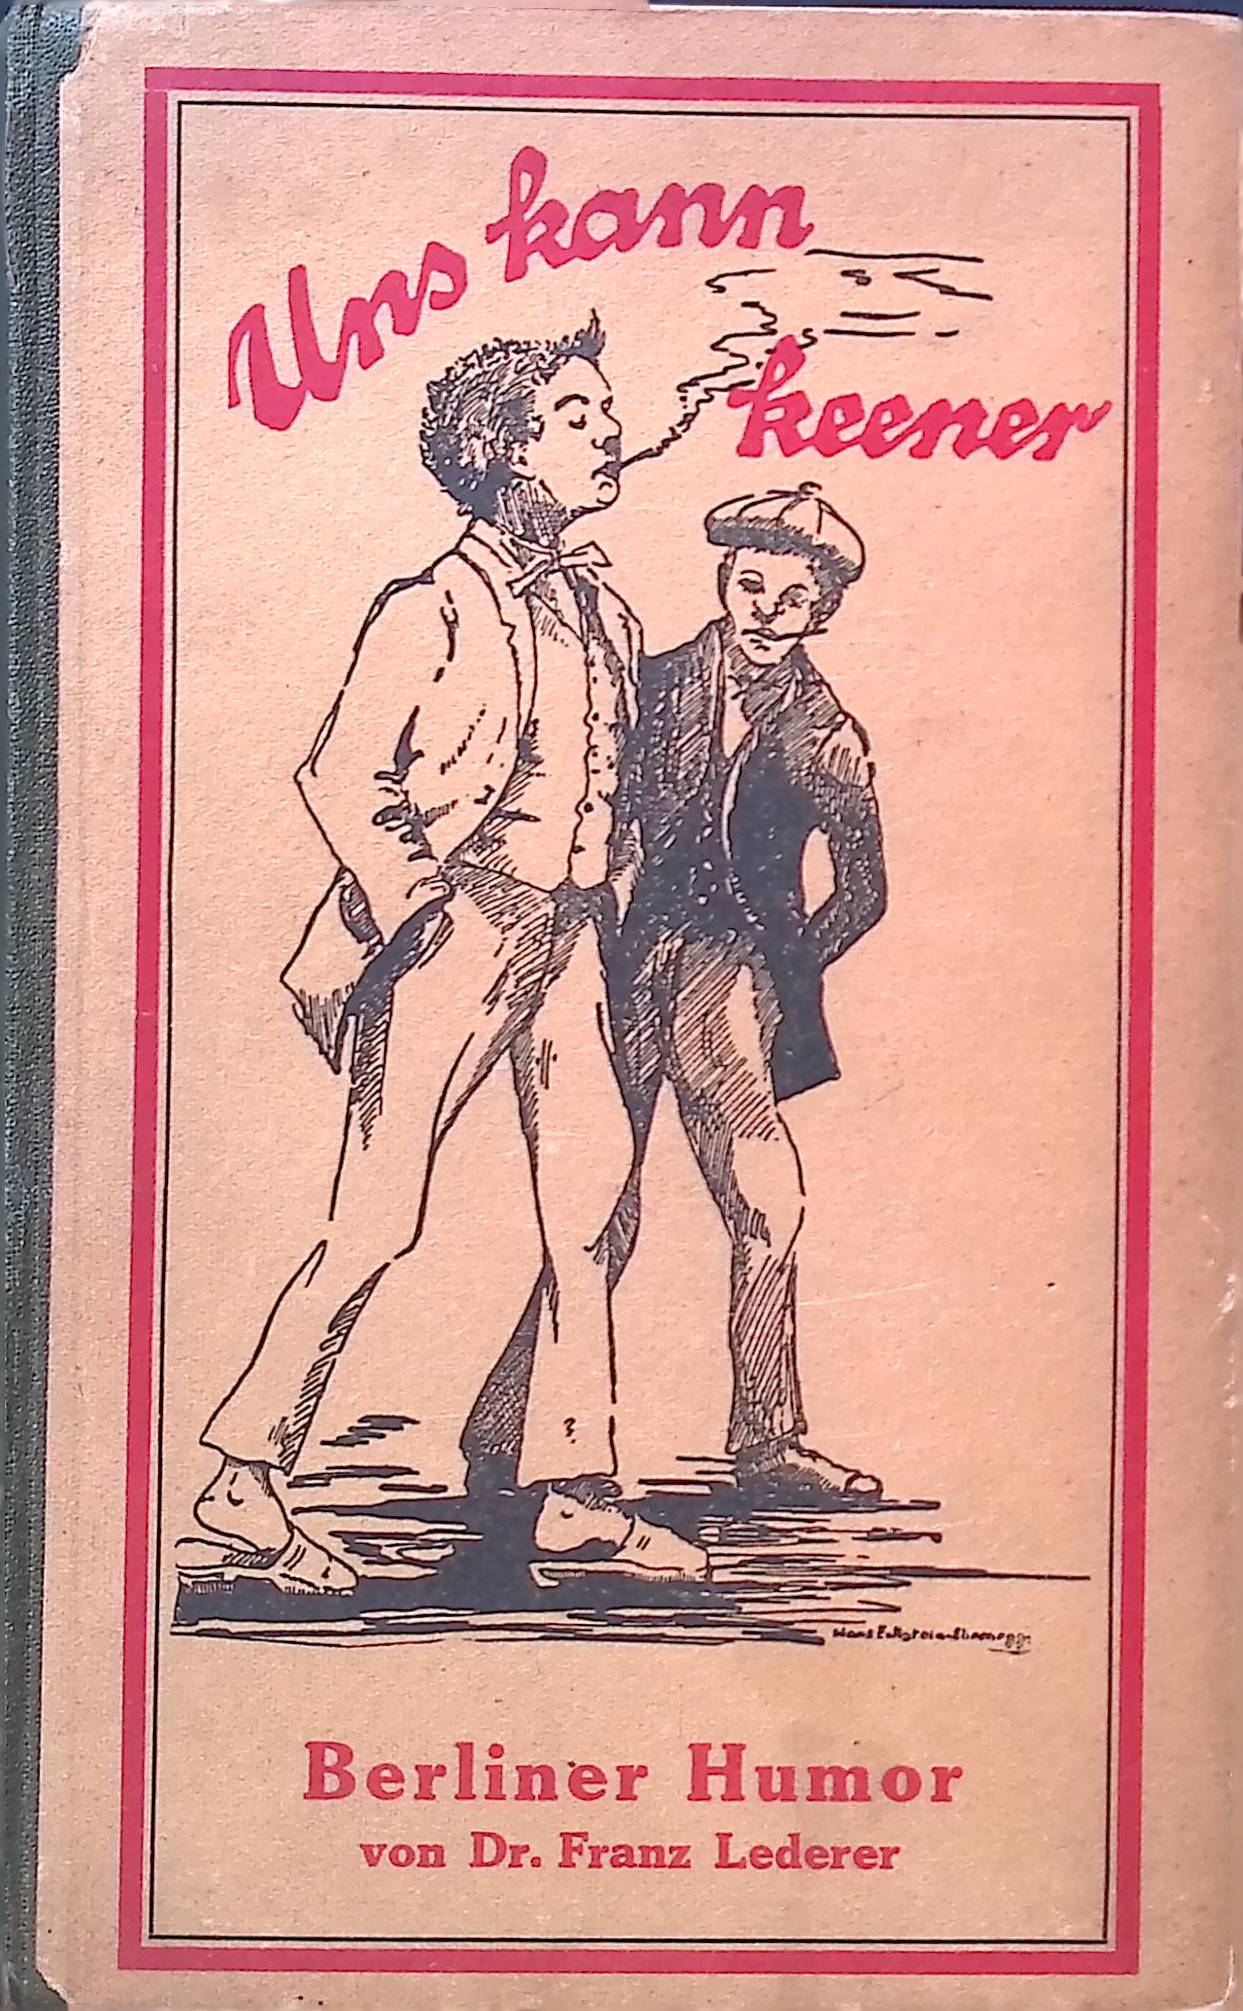 Uns kann
keener
Berliner Humor
von Dr. Franz Lederer